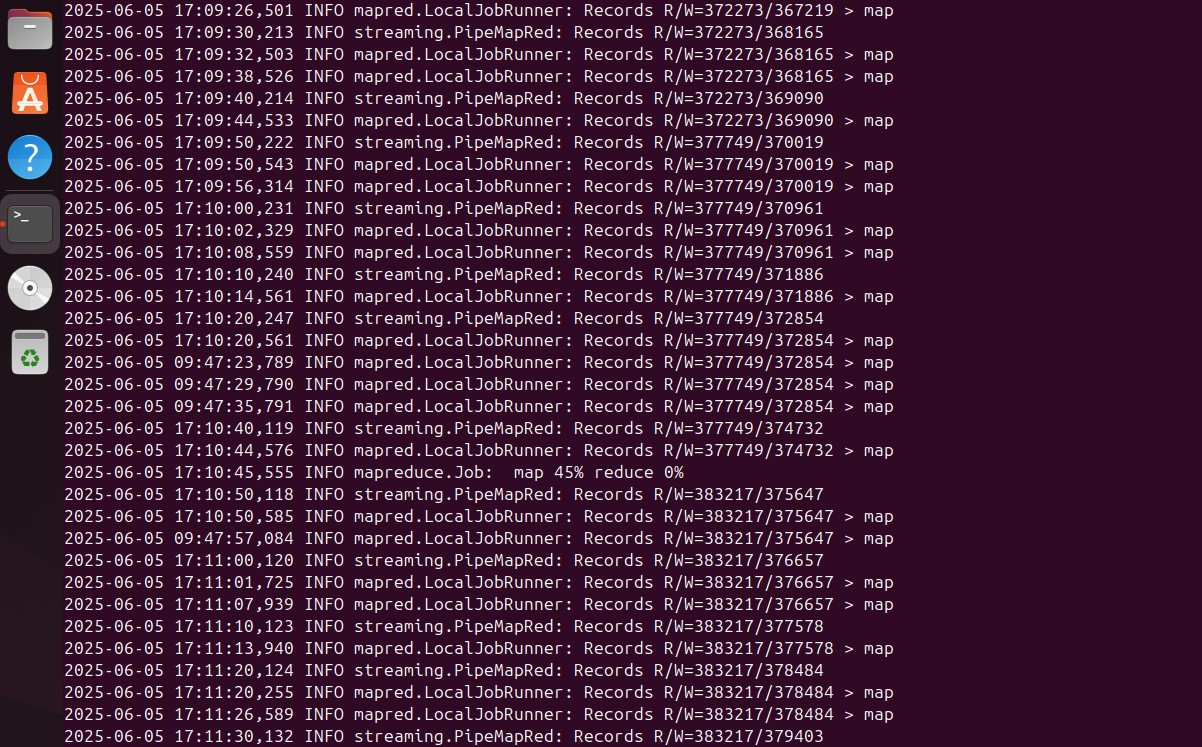 2025-06-05 17:09:26,501 INFO mapred.LocalJobRunner: Records R/W=372273/367219 > map
2025-06-05 17:09:30,213 INFO streaming.PipeMapRed: Records R/W=372273/368165
2025-06-05 17:09:32,503 INFO mapred.LocalJobRunner: Records R/W=372273/368165 > map
2025-06-05 17:09:38,526 INFO mapred.LocalJobRunner: Records R/W=372273/368165 > map
2025-06-05 17:09:40,214 INFO streaming.PipeMapRed: Records R/W=372273/369090
2025-06-05 17:09:44,533 INFO mapred.LocalJobRunner: Records R/W=372273/369090 > map
2025-06-05 17:09:50,222 INFO streaming.PipeMapRed: Records R/W=377749/370019
2025-06-05 17:09:50,543 INFO mapred.LocalJobRunner: Records R/W=377749/370019 > map
2025-06-05 17:09:56,314 INFO mapred.LocalJobRunner: Records R/W=377749/370019 > map
2025-06-05 17:10:00,231 INFO streaming.PipeMapRed: Records R/W=377749/370961
2025-06-05 17:10:02,329 INFO mapred.LocalJobRunner: Records R/W=377749/370961 > map
2025-06-05 17:10:08,559 INFO mapred.LocalJobRunner: Records R/W=377749/370961 > map
2025-06-05 17:10:10,240 INFO streaming.PipeMapRed: Records R/W=377749/371886
2025-06-05 17:10:14,561 INFO mapred.LocalJobRunner: Records R/W=377749/371886 > map
2025-06-05 17:10:20,247 INFO streaming.PipeMapRed: Records R/W=377749/372854
2025-06-05 17:10:20,561 INFO mapred.LocalJobRunner: Records R/W=377749/372854 > map
2025-06-05 09:47:23,789 INFO mapred.LocalJobRunner: Records R/W=377749/372854 > map
2025-06-05 09:47:29,790 INFO mapred.LocalJobRunner: Records R/W=377749/372854 > map
2025-06-05 09:47:35,791 INFO mapred.LocalJobRunner: Records R/W=377749/372854 > map
2025-06-05 17:10:40,119 INFO streaming.PipeMapRed: Records R/W=377749/374732
2025-06-05 17:10:44,576 INFO mapred.LocalJobRunner: Records R/W=377749/374732 > map
2025-06-05 17:10:45,555 INFO mapreduce.Job:  map 45% reduce 0%
2025-06-05 17:10:50,118 INFO streaming.PipeMapRed: Records R/W=383217/375647
2025-06-05 17:10:50,585 INFO mapred.LocalJobRunner: Records R/W=383217/375647 > map
2025-06-05 09:47:57,084 INFO mapred.LocalJobRunner: Records R/W=383217/375647 > map
2025-06-05 17:11:00,120 INFO streaming.PipeMapRed: Records R/W=383217/376657
2025-06-05 17:11:01,725 INFO mapred.LocalJobRunner: Records R/W=383217/376657 > map
2025-06-05 17:11:07,939 INFO mapred.LocalJobRunner: Records R/W=383217/376657 > map
2025-06-05 17:11:10,123 INFO streaming.PipeMapRed: Records R/W=383217/377578
2025-06-05 17:11:13,940 INFO mapred.LocalJobRunner: Records R/W=383217/377578 > map
2025-06-05 17:11:20,124 INFO streaming.PipeMapRed: Records R/W=383217/378484
2025-06-05 17:11:20,255 INFO mapred.LocalJobRunner: Records R/W=383217/378484 > map
2025-06-05 17:11:26,589 INFO mapred.LocalJobRunner: Records R/W=383217/378484 > map
2025-06-05 17:11:30,132 INFO streaming.PipeMapRed: Records R/W=383217/379403